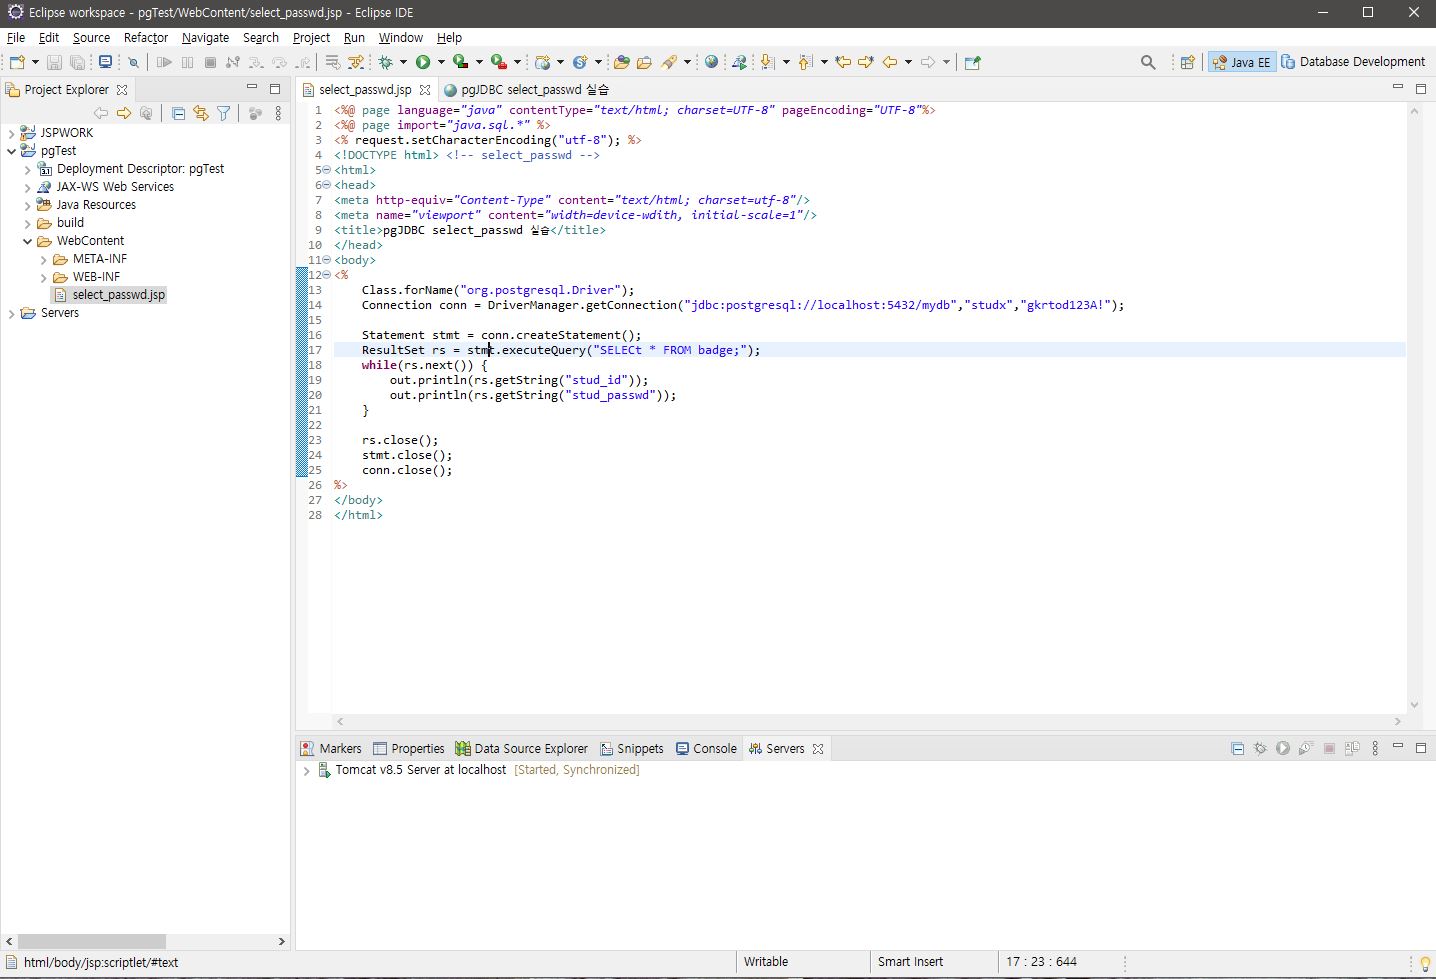 Eclipse workspace - pgTest/WebContent/select_passwd.jsp - Eclipse IDE
File Edit Source Refactor Navigate Search Project Run Window Help
Java EE Database Development
Project Explorer
JSPWORK
pgTest
Deployment Descriptor: pgTest
JAX-WS Web Services
Java Resources
build
WebContent
META-INF
WEB-INF
select_passwd.jsp
Servers
select_passwd.jsp pgJDBC select_passwd 실습
1 <%@ page language="java" contentType="text/html; charset=UTF-8" pageEncoding="UTF-8"%>
2 <%@ page import="java.sql.*" %>
3 <% request.setCharacterEncoding("utf-8"); %>
4 <!DOCTYPE html> <!-- select_passwd -->
5 <html>
6 <head>
7 <meta http-equiv="Content-Type" content="text/html; charset=utf-8"/>
8 <meta name="viewport" content="width=device-wdith, initial-scale=1"/>
9 <title>pgJDBC select_passwd 실습</title>
10 </head>
11 <body>
12 <%
13 Class.forName("org.postgresql.Driver");
14 Connection conn = DriverManager.getConnection("jdbc:postgresql://localhost:5432/mydb","studx","gkrtod123A!");
15
16 Statement stmt = conn.createStatement();
17 ResultSet rs = stmt.executeQuery("SELECt * FROM badge;");
18 while(rs.next()) {
19 out.println(rs.getString("stud_id"));
20 out.println(rs.getString("stud_passwd"));
21 }
22
23 rs.close();
24 stmt.close();
25 conn.close();
26 %>
27 </body>
28 </html>
Markers Properties Data Source Explorer Snippets Console Servers
Tomcat v8.5 Server at localhost [Started, Synchronized]
html/body/jsp:scriptlet/#text Writable Smart Insert 17 : 23 : 644